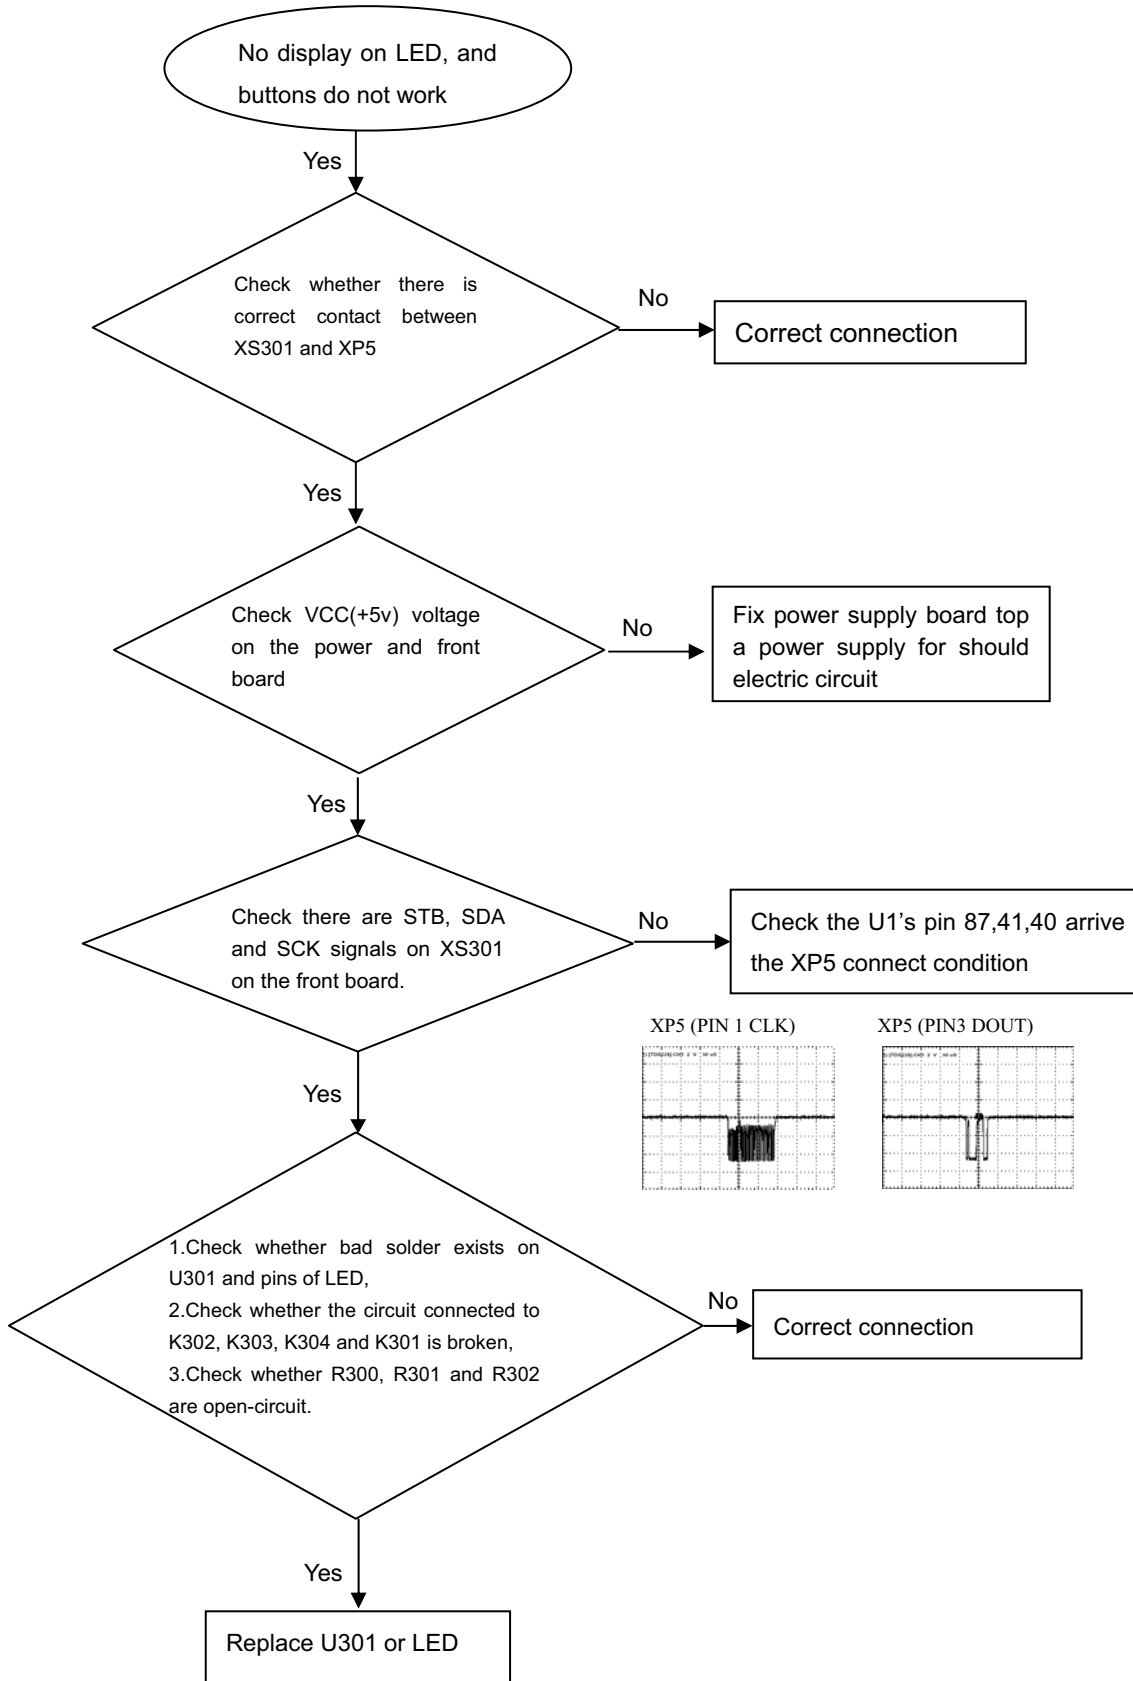 No display on LED, and
buttons do not work
Yes
Check whether there is
correct contact between
XS301 and XP5
No
Correct connection
Yes
Check VCC(+5v) voltage
on the power and front
board
No
Fix power supply board top
a power supply for should
electric circuit
Yes
Check there are STB, SDA
and SCK signals on XS301
on the front board.
No
Check the U1’s pin 87,41,40 arrive
the XP5 connect condition
XP5 (PIN 1 CLK)
XP5 (PIN3 DOUT)
Yes
1.Check whether bad solder exists on
U301 and pins of LED,
2.Check whether the circuit connected to
K302, K303, K304 and K301 is broken,
3.Check whether R300, R301 and R302
are open-circuit.
No
Correct connection
Yes
Replace U301 or LED